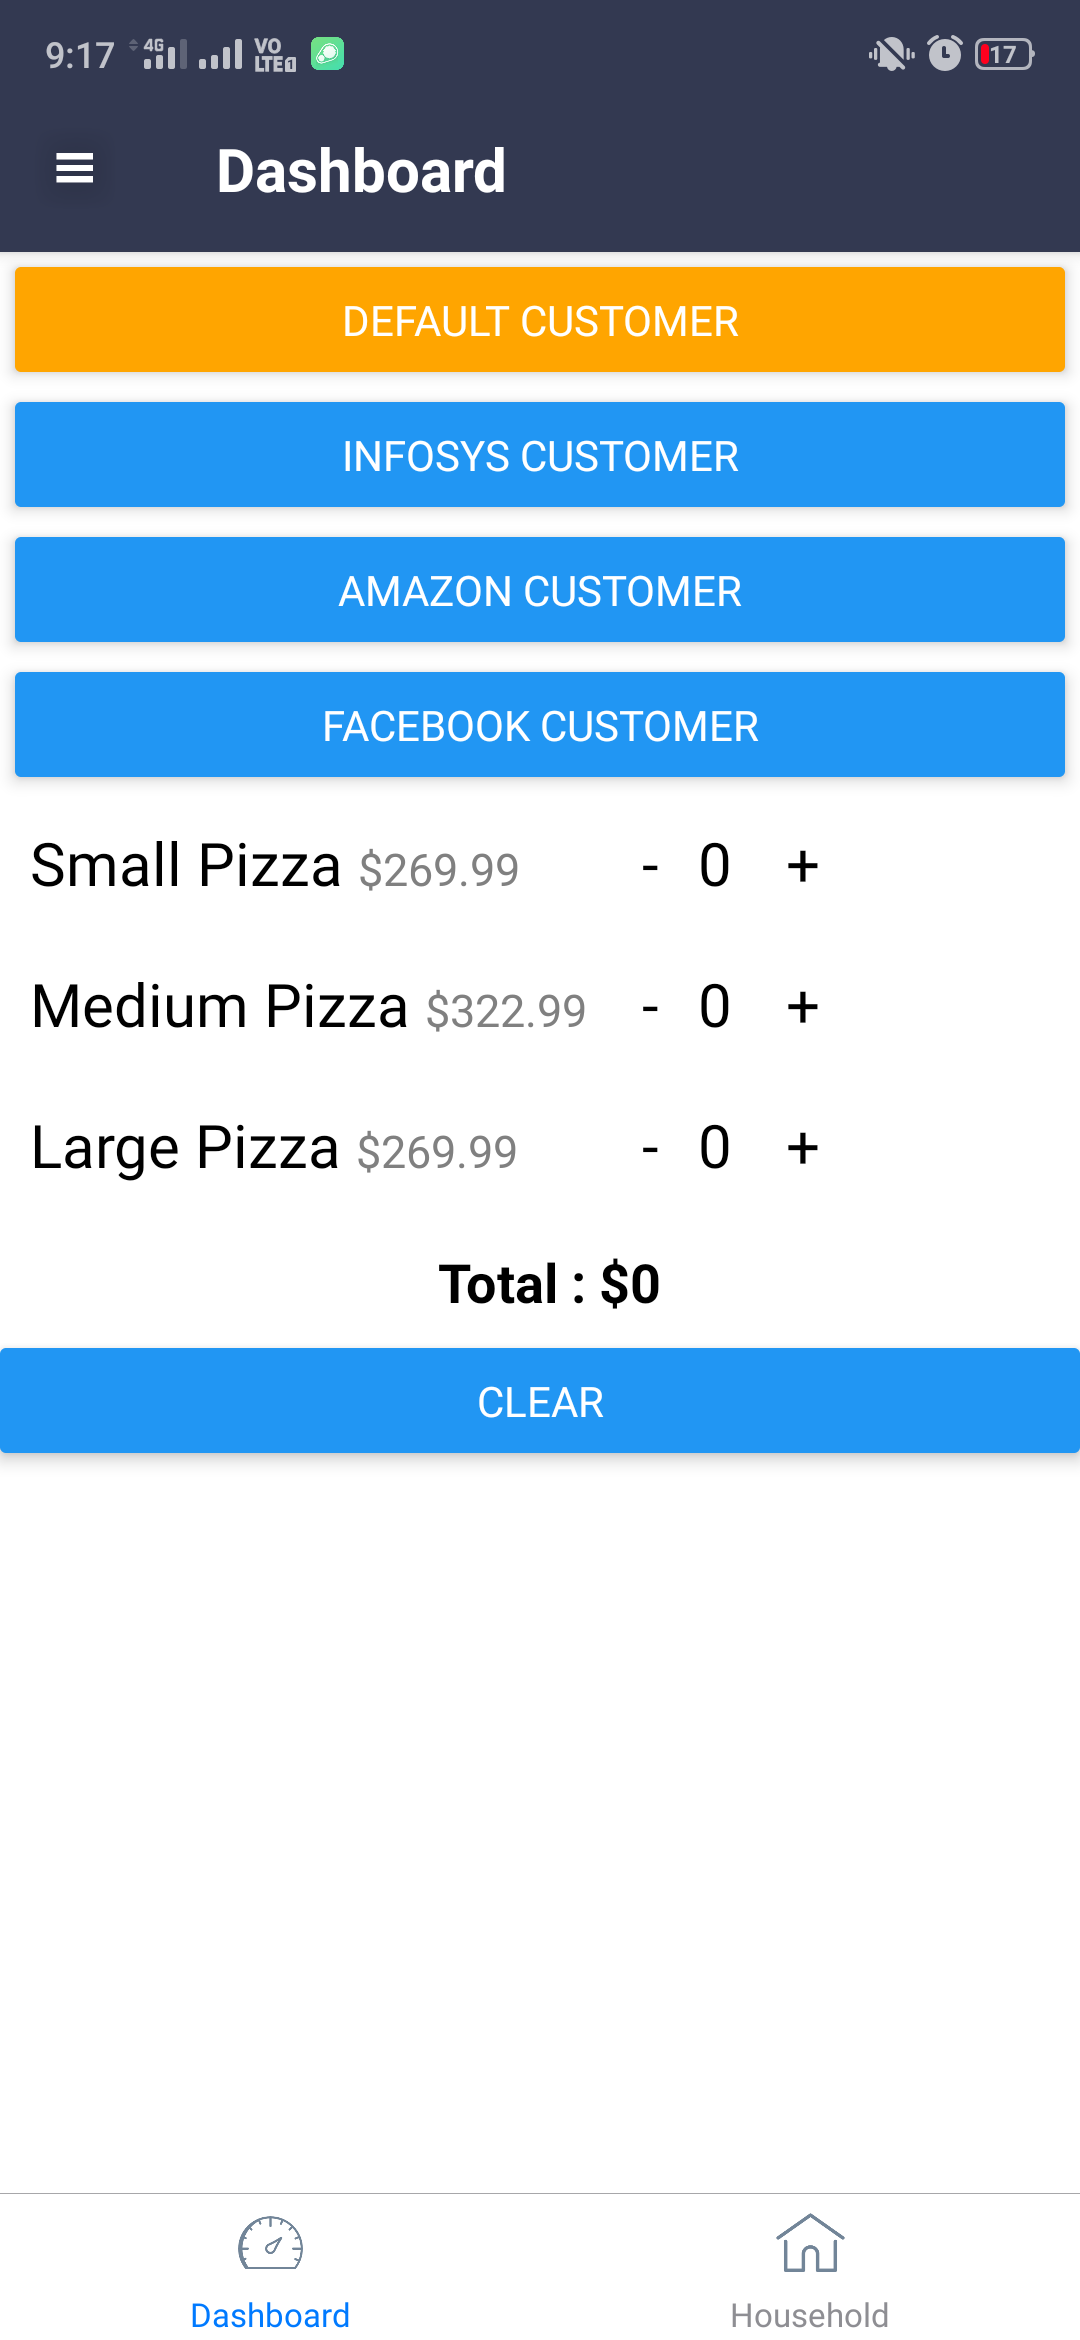 9:17 4G VO LTE1 17
Dashboard
DEFAULT CUSTOMER
INFOSYS CUSTOMER
AMAZON CUSTOMER
FACEBOOK CUSTOMER
Small Pizza $269.99 - 0 +
Medium Pizza $322.99 - 0 +
Large Pizza $269.99 - 0 +
Total : $0
CLEAR
Dashboard Household